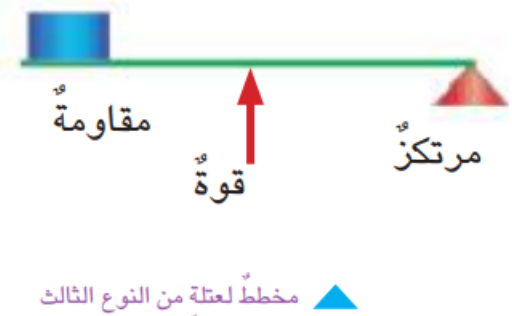 مقاومةٌ
قوةٌ
مرتكزٌ
مخططٌ لعتلة من النوع الثالث